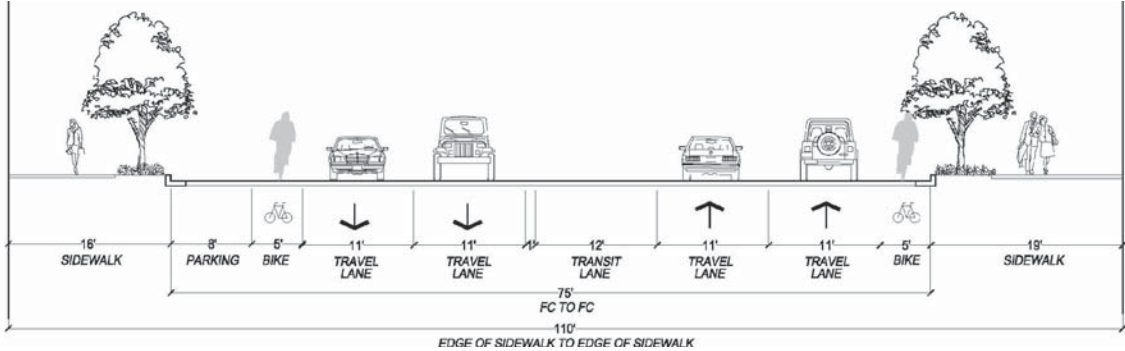 16' 8' 5' 11' 11' 1' 12' 11' 11' 5' 19'
SIDEWALK PARKING BIKE TRAVEL TRAVEL TRANSIT TRAVEL TRAVEL BIKE SIDEWALK
LANE LANE LANE LANE LANE
75'
FC TO FC
110'
EDGE OF SIDEWALK TO EDGE OF SIDEWALK